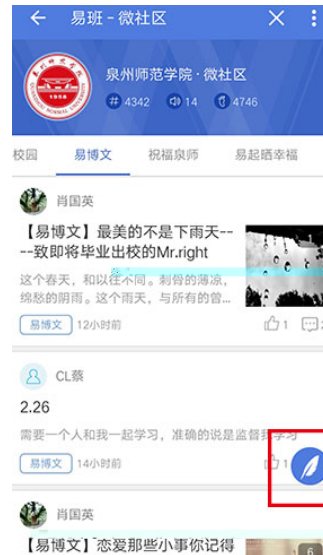 易班-微社区
泉州师范学院·微社区
# 4342 14 4746
校园 易博文 祝福泉师 易起晒幸福
肖国英
【易博文】最美的不是下雨天--
--致即将毕业出校的Mr.right
这个春天，和以往不同。刺骨的薄凉，
绵愁的阴雨。这个雨天，与所有的曾...
易博文 12小时前 1
CL蔡
2.26
需要一个人和我一起学习，准确的说是监督我学习
易博文 14小时前 1
肖国英
【易博文】恋爱那些小事你记得
6